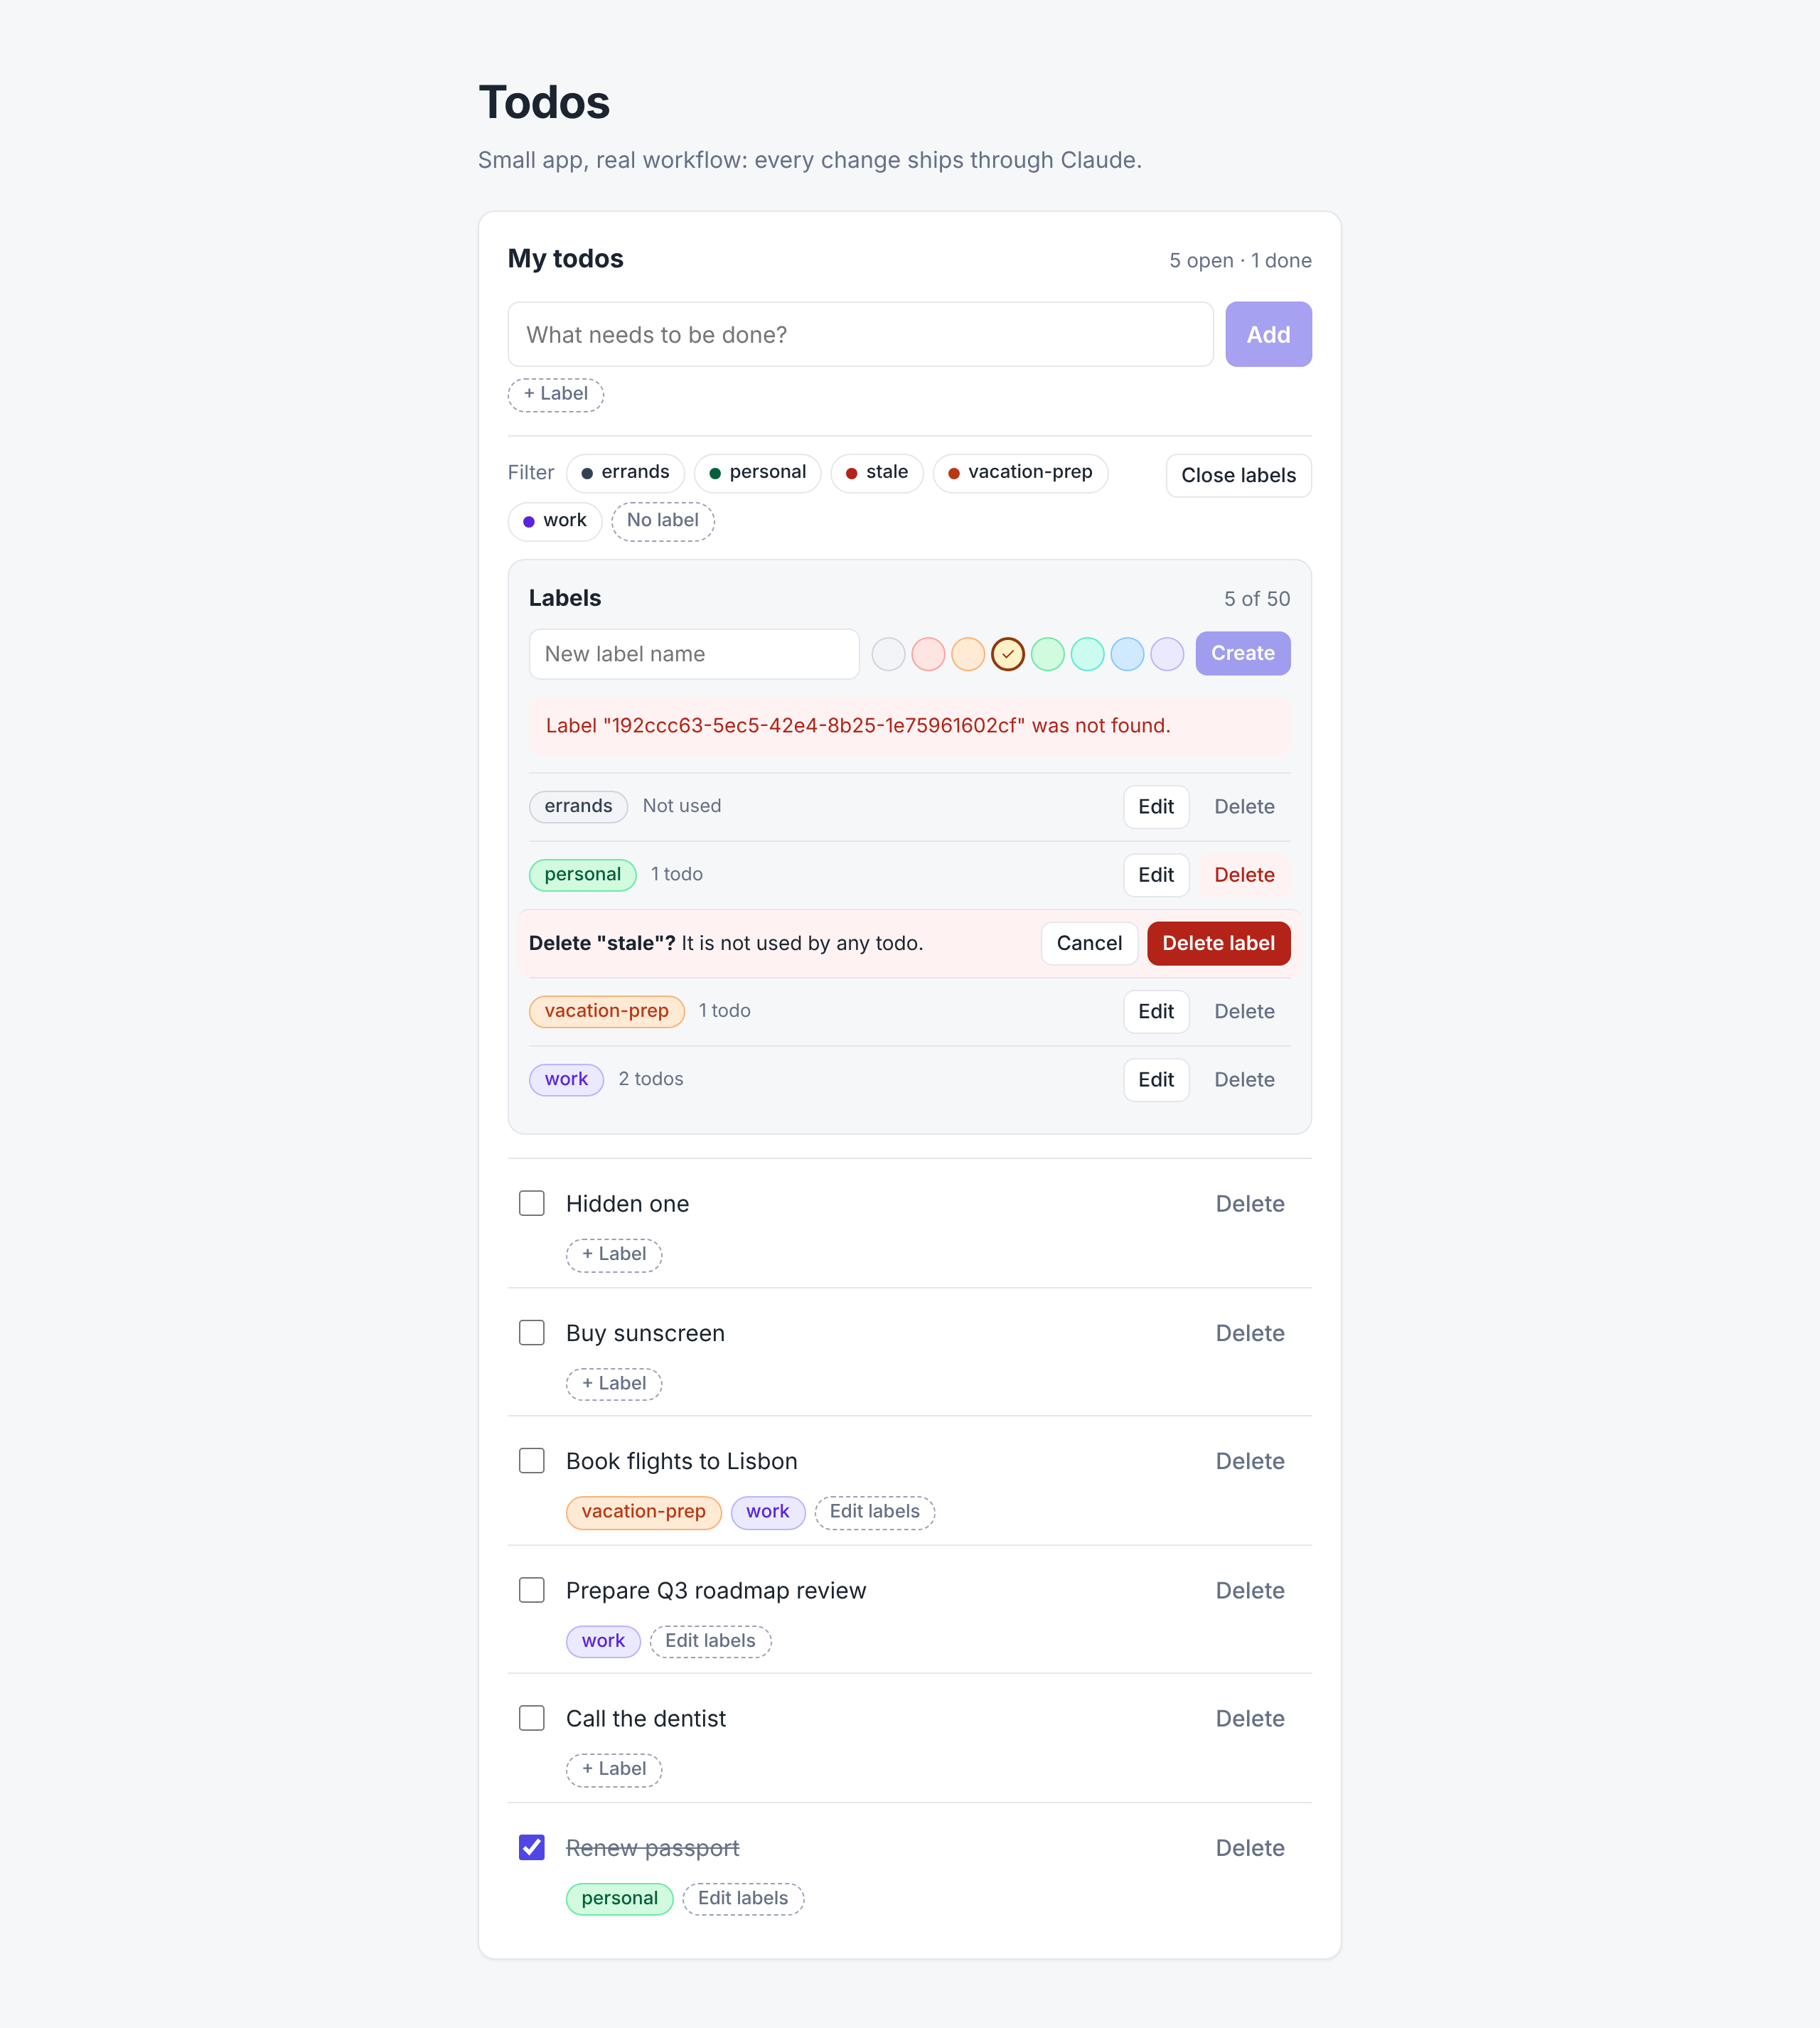 Todos
Small app, real workflow: every change ships through Claude.
My todos
5 open · 1 done
What needs to be done?
Add
+ Label
Filter
errands
personal
stale
vacation-prep
Close labels
work
No label
Labels
5 of 50
New label name
Create
Label "192ccc63-5ec5-42e4-8b25-1e75961602cf" was not found.
errands Not used Edit Delete
personal 1 todo Edit Delete
Delete "stale"? It is not used by any todo. Cancel Delete label
vacation-prep 1 todo Edit Delete
work 2 todos Edit Delete
Hidden one Delete
+ Label
Buy sunscreen Delete
+ Label
Book flights to Lisbon Delete
vacation-prep work Edit labels
Prepare Q3 roadmap review Delete
work Edit labels
Call the dentist Delete
+ Label
Renew passport Delete
personal Edit labels